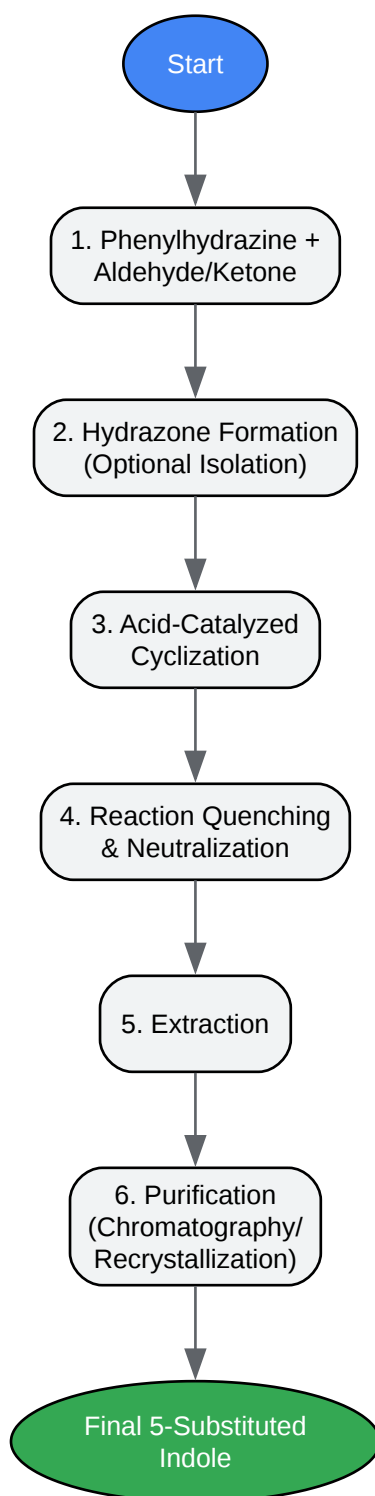 Start
1. Phenylhydrazine +
Aldehyde/Ketone
2. Hydrazone Formation
(Optional Isolation)
3. Acid-Catalyzed
Cyclization
4. Reaction Quenching
& Neutralization
5. Extraction
6. Purification
(Chromatography/
Recrystallization)
Final 5-Substituted
Indole